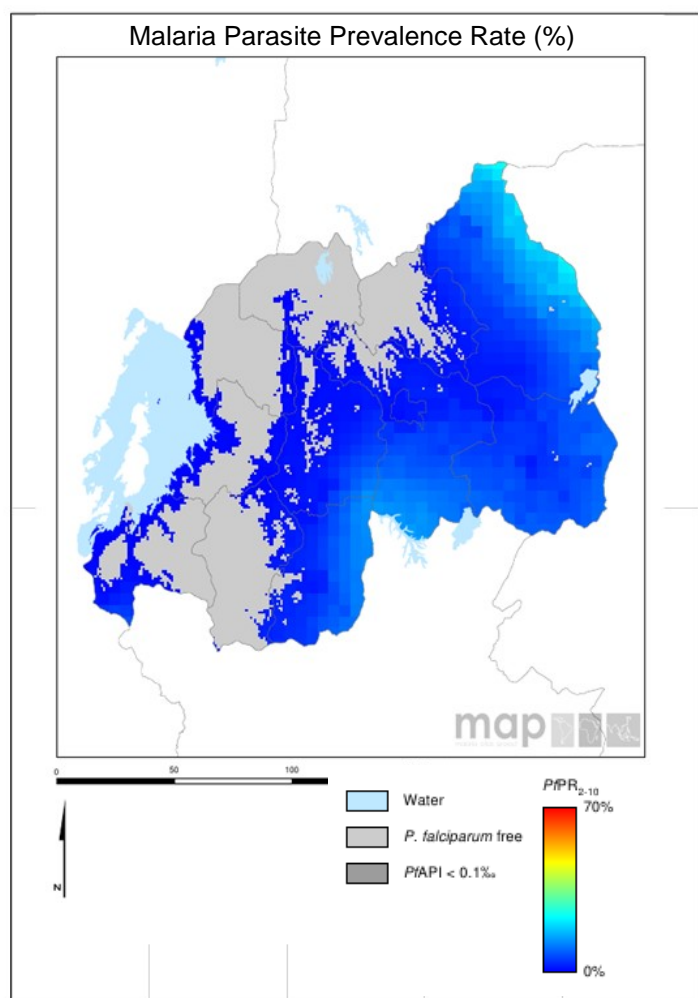 Malaria Parasite Prevalence Rate (%)
map
0 50 100
N
Water
P. falciparum free
PfAPI < 0.1‰
PfPR2-10
70%
0%